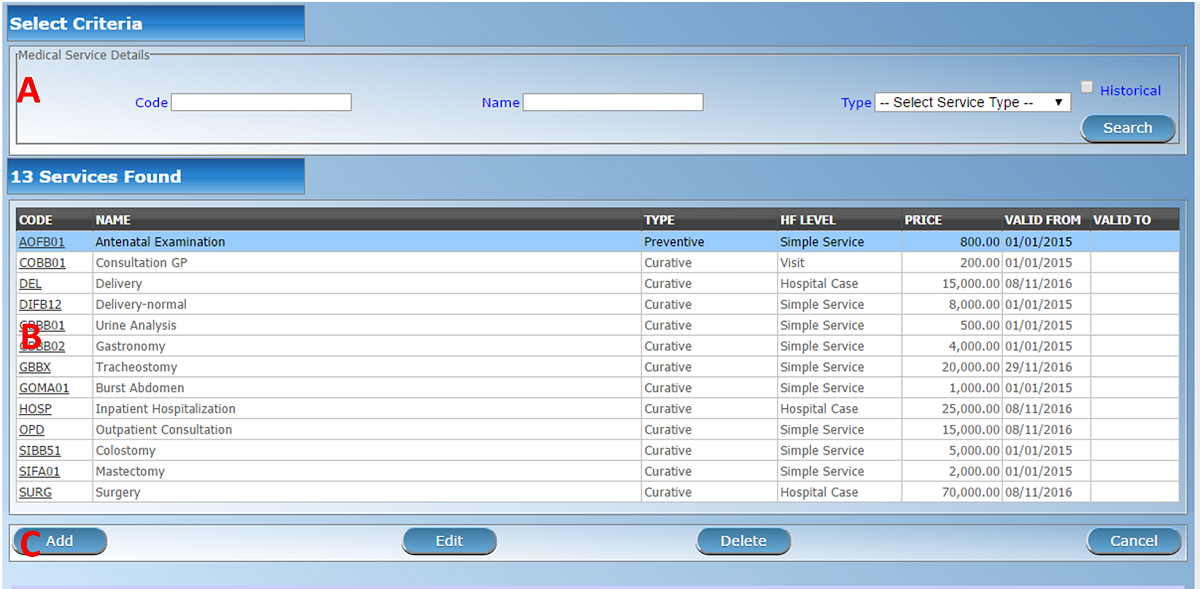 Select Criteria
Medical Service Details
A
Code Name Type -- Select Service Type -- Historical
Search
13 Services Found
CODE NAME TYPE HF LEVEL PRICE VALID FROM VALID TO
AOFB01 Antenatal Examination Preventive Simple Service 800.00 01/01/2015
COBB01 Consultation GP Curative Visit 200.00 01/01/2015
DEL Delivery Curative Hospital Case 15,000.00 08/11/2016
DIFB12 Delivery-normal Curative Simple Service 8,000.00 01/01/2015
Urine Analysis Curative Simple Service 500.00 01/01/2015
B
Gastronomy Curative Simple Service 4,000.00 01/01/2015
GBBX Tracheostomy Curative Simple Service 20,000.00 29/11/2016
GOMA01 Burst Abdomen Curative Simple Service 1,000.00 01/01/2015
HOSP Inpatient Hospitalization Curative Hospital Case 25,000.00 08/11/2016
OPD Outpatient Consultation Curative Hospital Case 15,000.00 08/11/2016
SIBB51 Colostomy Curative Simple Service 5,000.00 01/01/2015
SIFA01 Mastectomy Curative Simple Service 2,000.00 01/01/2015
SURG Surgery Curative Hospital Case 70,000.00 08/11/2016
C Add Edit Delete Cancel